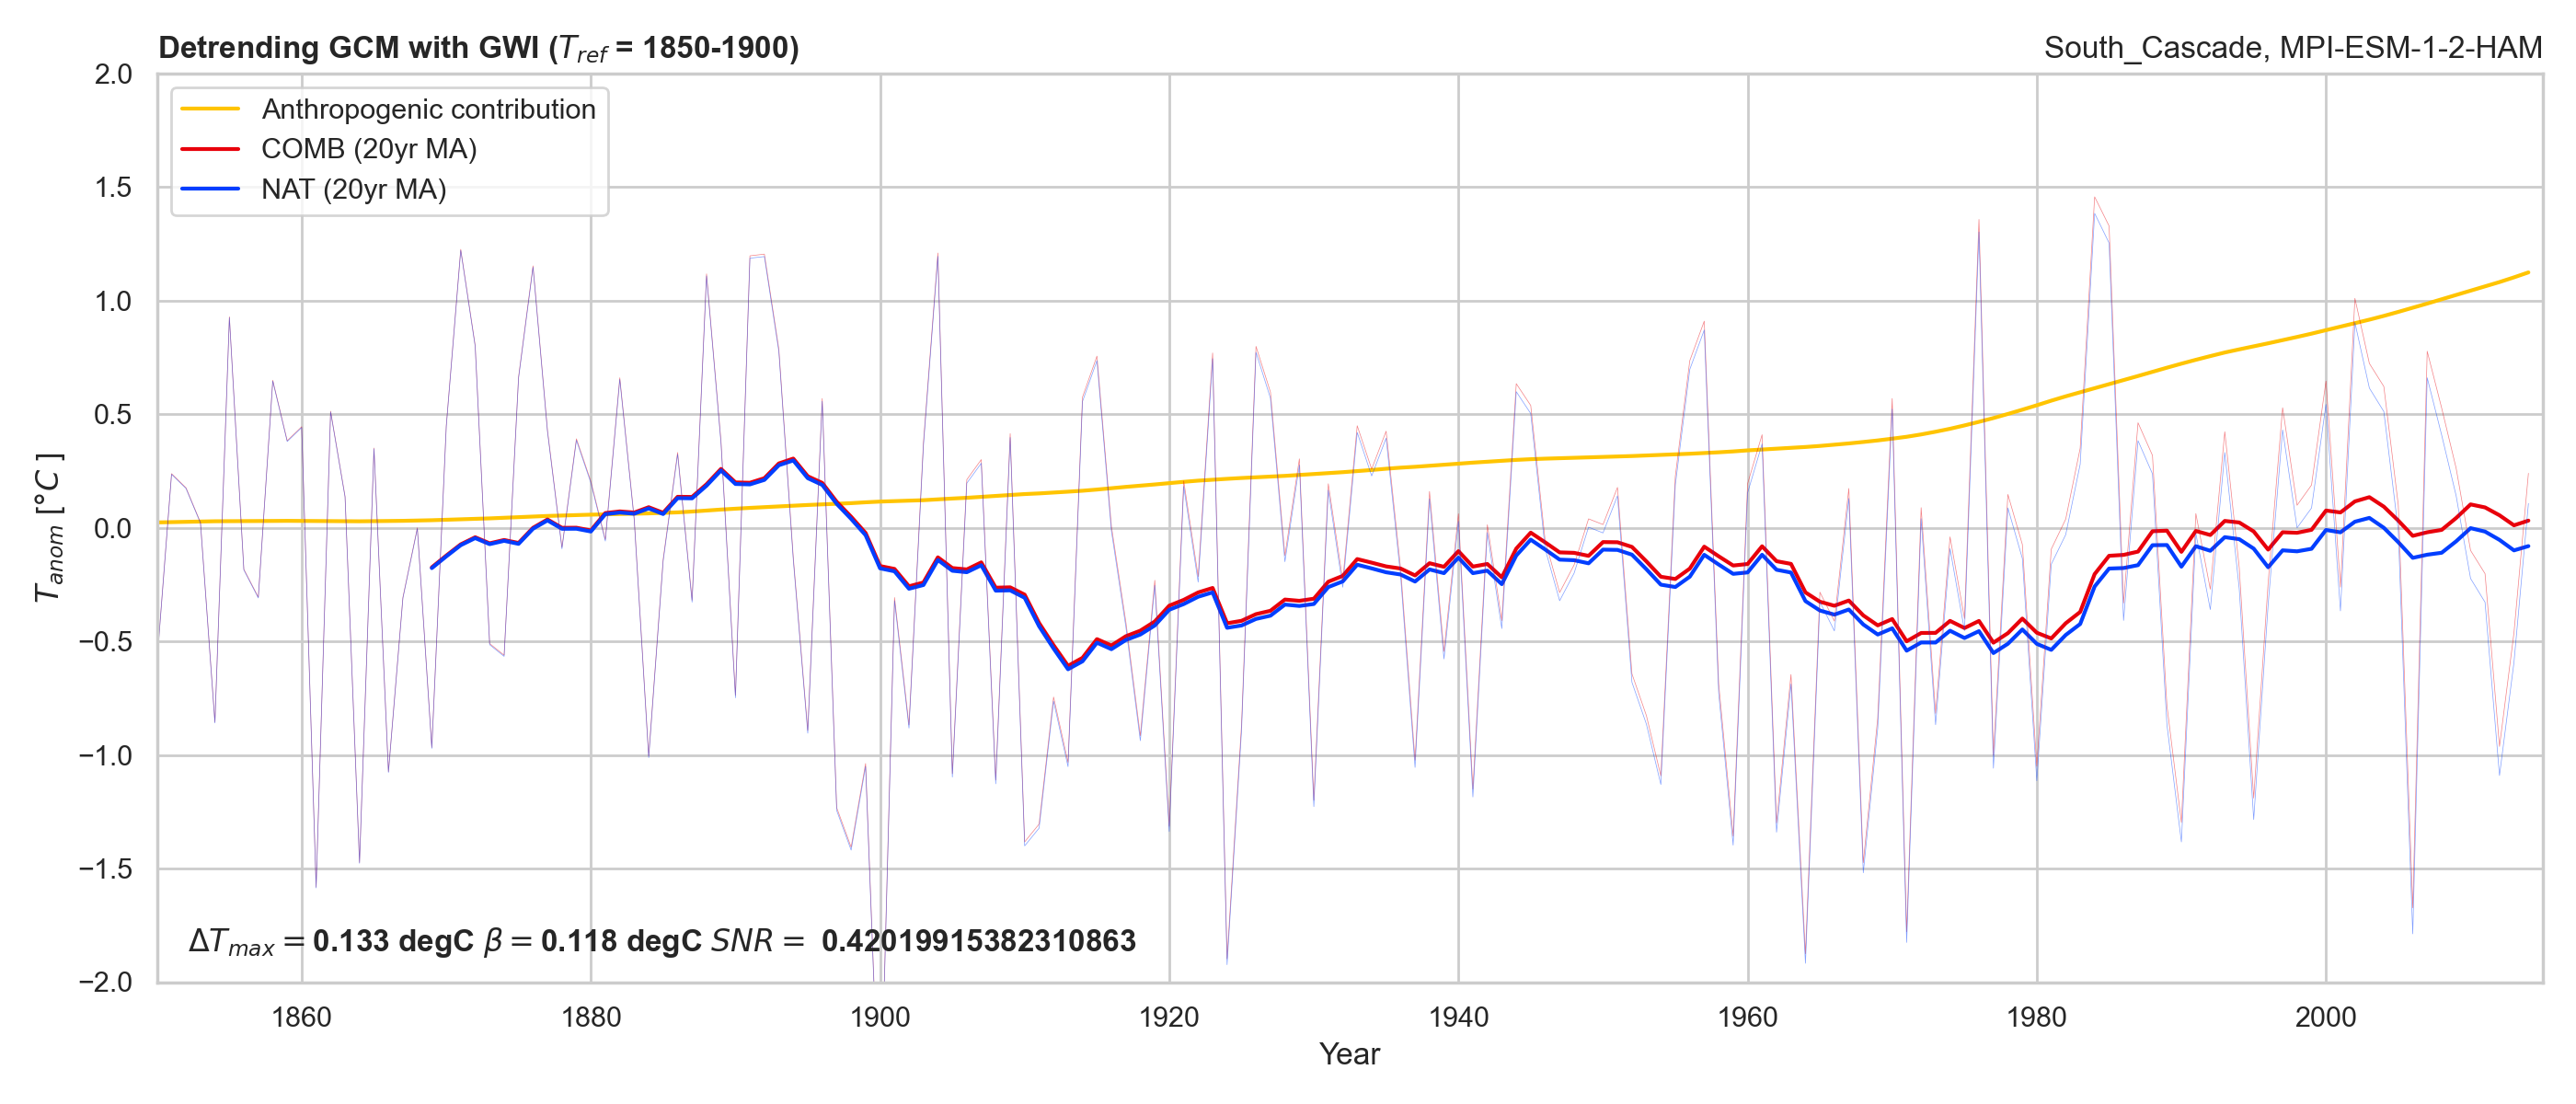 Detrending GCM with GWI (T_ref = 1850-1900)
South_Cascade, MPI-ESM-1-2-HAM
Anthropogenic contribution
COMB (20yr MA)
NAT (20yr MA)
T_anom [°C ]
2.0
1.5
1.0
0.5
0.0
−0.5
−1.0
−1.5
−2.0
ΔT_max = 0.133 degC β = 0.118 degC SNR = 0.42019915382310863
1860 1880 1900 1920 1940 1960 1980 2000
Year